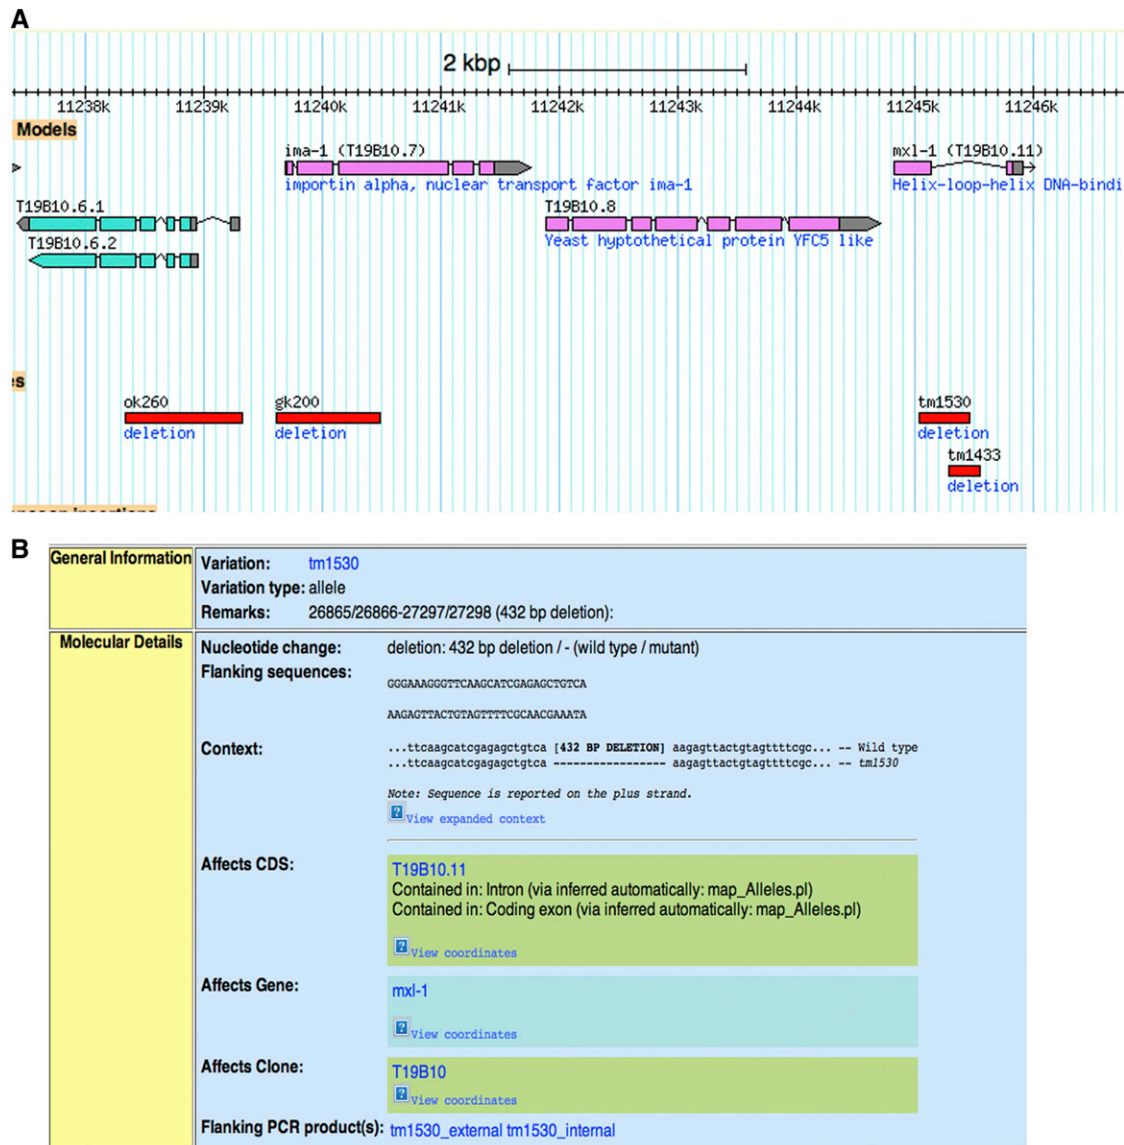 A
2 kbp
11238k 11239k 11240k 11241k 11242k 11243k 11244k 11245k 11246k
Models
ima-1 (T19B10.7)
importin alpha, nuclear transport factor ima-1
mxl-1 (T19B10.11)
Helix-loop-helix DNA-bindi
T19B10.6.1
T19B10.8
Yeast hyptothetical protein YFC5 like
T19B10.6.2
s
ok260
deletion
gk200
deletion
tm1530
deletion
tm1433
deletion
B
General Information
Variation: tm1530
Variation type: allele
Remarks: 26865/26866-27297/27298 (432 bp deletion):
Molecular Details
Nucleotide change: deletion: 432 bp deletion / - (wild type / mutant)
Flanking sequences:
GGGAAAGGGTTCAAGCATCGAGAGCTGTCA
AAGAGTTACTGTAGTTTTCGCAACGAAATA
Context: ...ttcaagcatcgagagctgtca [432 BP DELETION] aagagttactgtagttttcgc... -- Wild type
...ttcaagcatcgagagctgtca ----------------- aagagttactgtagttttcgc... -- tm1530
Note: Sequence is reported on the plus strand.
? View expanded context
Affects CDS: T19B10.11
Contained in: Intron (via inferred automatically: map_Alleles.pl)
Contained in: Coding exon (via inferred automatically: map_Alleles.pl)
? View coordinates
Affects Gene: mxl-1
? View coordinates
Affects Clone: T19B10
? View coordinates
Flanking PCR product(s): tm1530_external tm1530_internal